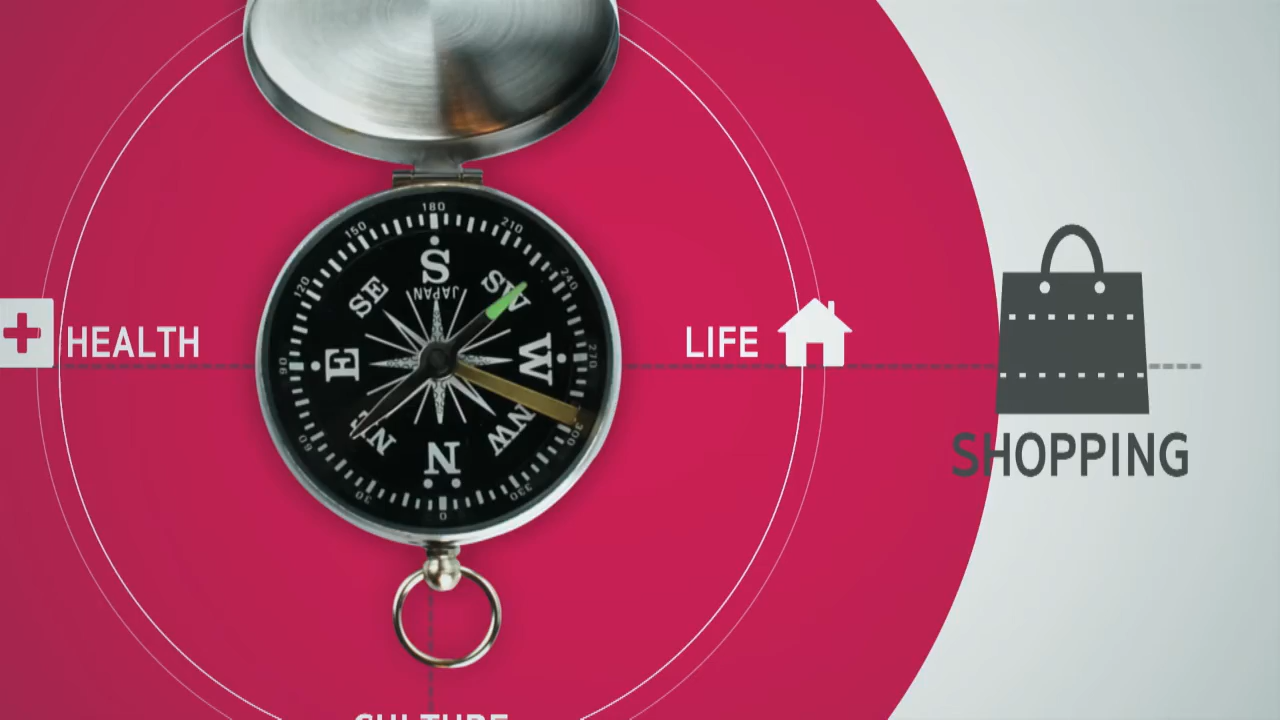 180
150
210
S
120
SE
JAPAN
SW
240
HEALTH
LIFE
90
E
W
270
60
N
NW
300
N
30
330
0
SHOPPING
CULTURE